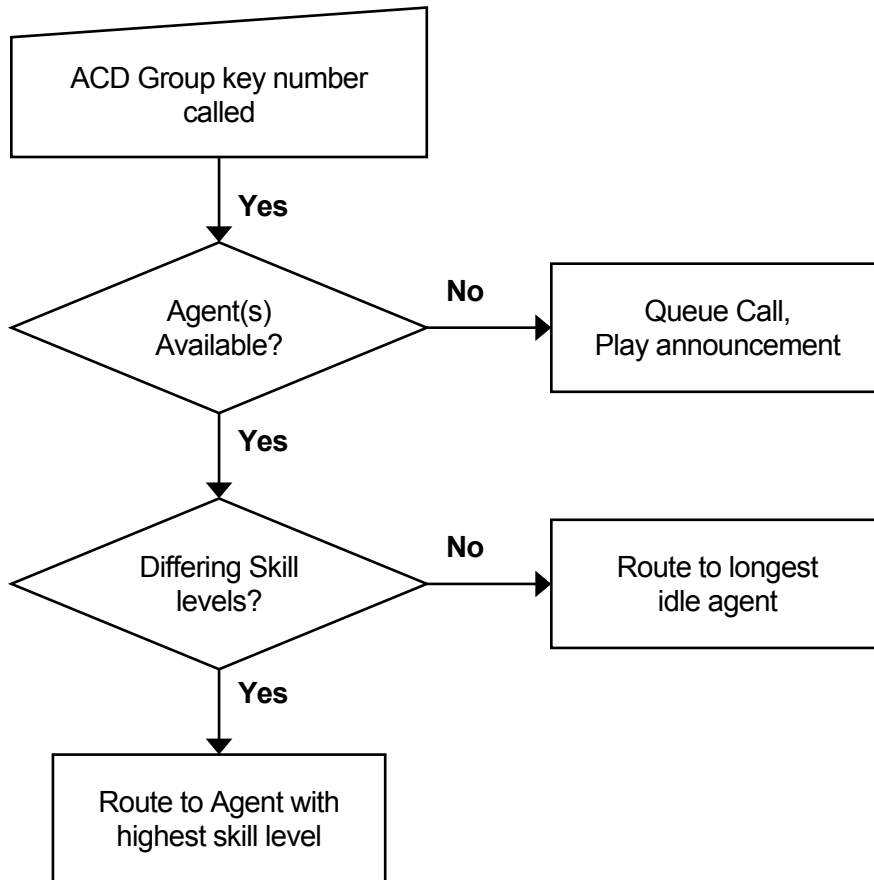 ACD Group key number
called
Yes
Agent(s)
Available?
No
Queue Call,
Play announcement
Yes
Differing Skill
levels?
No
Route to longest
idle agent
Yes
Route to Agent with
highest skill level